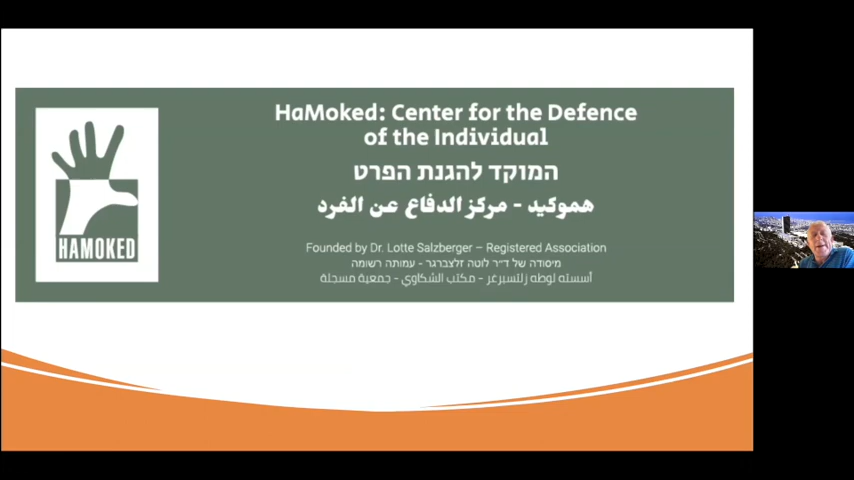 HaMoked: Center for the Defence
of the Individual
המוקד להגנת הפרט
هموكيد - مركز الدفاع عن الفرد
Founded by Dr. Lotte Salzberger – Registered Association
מיסודה של ד״ר לוטה זלצברגר - עמותה רשומה
أسسته لوطه زلتسبرغر - مكتب الشكاوي - جمعية مسجلة
HAMOKED